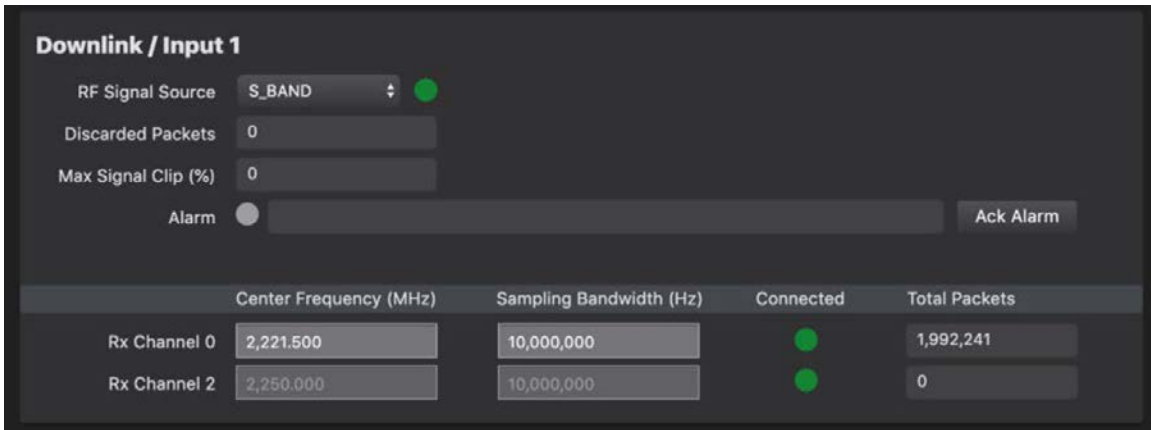 Downlink / Input 1
RF Signal Source S_BAND
Discarded Packets 0
Max Signal Clip (%) 0
Alarm Ack Alarm
Center Frequency (MHz) Sampling Bandwidth (Hz) Connected Total Packets
Rx Channel 0 2,221.500 10,000,000 1,992,241
Rx Channel 2 2,250.000 10,000,000 0